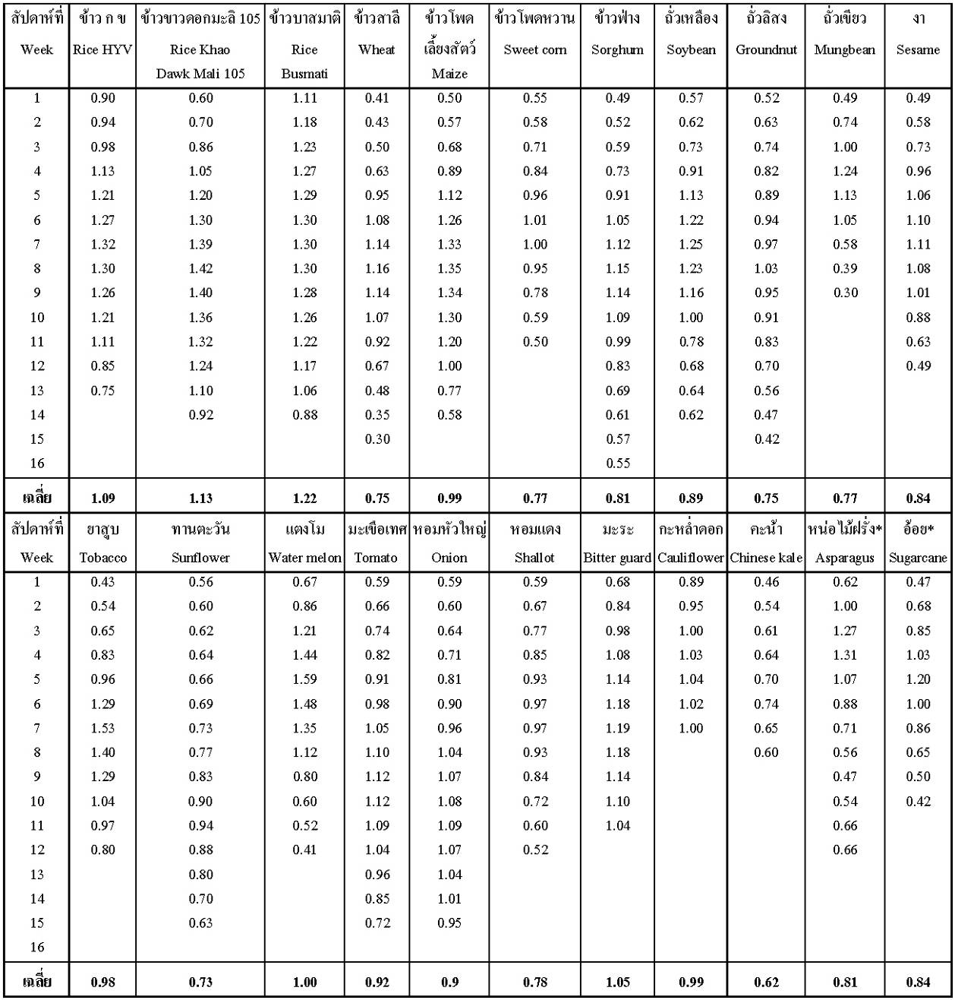 สัปดาห์ที่ ข้าว ก ข ข้าวขาวดอกมะลิ 105 ข้าวบาสมาติ ข้าวสาลี ข้าวโพด ข้าวโพดหวาน ข้าวฟ่าง ถั่วเหลือง ถั่วลิสง ถั่วเขียว งา
Week Rice HYV Rice Khao Rice Wheat เลี้ยงสัตว์ Sweet corn Sorghum Soybean Groundnut Mungbean Sesame
Dawk Mali 105 Busmati Maize
1 0.90 0.60 1.11 0.41 0.50 0.55 0.49 0.57 0.52 0.49 0.49
2 0.94 0.70 1.18 0.43 0.57 0.58 0.52 0.62 0.63 0.74 0.58
3 0.98 0.86 1.23 0.50 0.68 0.71 0.59 0.73 0.74 1.00 0.73
4 1.13 1.05 1.27 0.63 0.89 0.84 0.73 0.91 0.82 1.24 0.96
5 1.21 1.20 1.29 0.95 1.12 0.96 0.91 1.13 0.89 1.13 1.06
6 1.27 1.30 1.30 1.08 1.26 1.01 1.05 1.22 0.94 1.05 1.10
7 1.32 1.39 1.30 1.14 1.33 1.00 1.12 1.25 0.97 0.58 1.11
8 1.30 1.42 1.30 1.16 1.35 0.95 1.15 1.23 1.03 0.39 1.08
9 1.26 1.40 1.28 1.14 1.34 0.78 1.14 1.16 0.95 0.30 1.01
10 1.21 1.36 1.26 1.07 1.30 0.59 1.09 1.00 0.91 0.88
11 1.11 1.32 1.22 0.92 1.20 0.50 0.99 0.78 0.83 0.63
12 0.85 1.24 1.17 0.67 1.00 0.83 0.68 0.70 0.49
13 0.75 1.10 1.06 0.48 0.77 0.69 0.64 0.56
14 0.92 0.88 0.35 0.58 0.61 0.62 0.47
15 0.30 0.57 0.42
16 0.55
เฉลี่ย 1.09 1.13 1.22 0.75 0.99 0.77 0.81 0.89 0.75 0.77 0.84
สัปดาห์ที่ ยาสูบ ทานตะวัน แตงโม มะเขือเทศ หอมหัวใหญ่ หอมแดง มะระ กะหล่ำดอก คะน้า หน่อไม้ฝรั่ง* อ้อย*
Week Tobacco Sunflower Water melon Tomato Onion Shallot Bitter guard Cauliflower Chinese kale Asparagus Sugarcane
1 0.43 0.56 0.67 0.59 0.59 0.59 0.68 0.89 0.46 0.62 0.47
2 0.54 0.60 0.86 0.66 0.60 0.67 0.84 0.95 0.54 1.00 0.68
3 0.65 0.62 1.21 0.74 0.64 0.77 0.98 1.00 0.61 1.27 0.85
4 0.83 0.64 1.44 0.82 0.71 0.85 1.08 1.03 0.64 1.31 1.03
5 0.96 0.66 1.59 0.91 0.81 0.93 1.14 1.04 0.70 1.07 1.20
6 1.29 0.69 1.48 0.98 0.90 0.97 1.18 1.02 0.74 0.88 1.00
7 1.53 0.73 1.35 1.05 0.96 0.97 1.19 1.00 0.65 0.71 0.86
8 1.40 0.77 1.12 1.10 1.04 0.93 1.18 0.60 0.56 0.65
9 1.29 0.83 0.80 1.12 1.07 0.84 1.14 0.47 0.50
10 1.04 0.90 0.60 1.12 1.08 0.72 1.10 0.54 0.42
11 0.97 0.94 0.52 1.09 1.09 0.60 1.04 0.66
12 0.80 0.88 0.41 1.04 1.07 0.52 0.66
13 0.80 0.96 1.04
14 0.70 0.85 1.01
15 0.63 0.72 0.95
16
เฉลี่ย 0.98 0.73 1.00 0.92 0.9 0.78 1.05 0.99 0.62 0.81 0.84